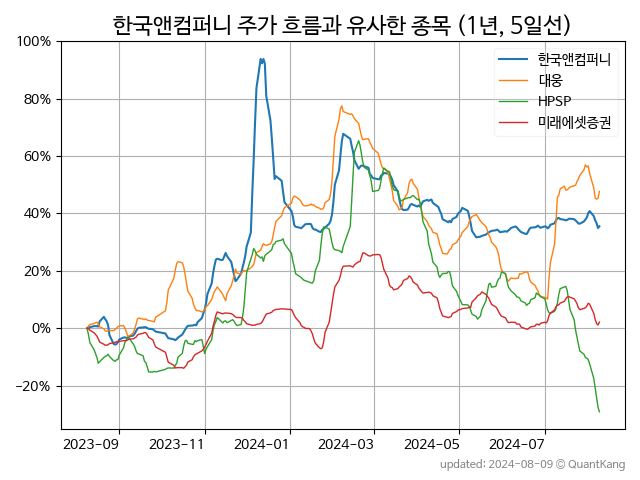 한국앤컴퍼니 주가 흐름과 유사한 종목 (1년, 5일선)
100%
80%
60%
40%
20%
0%
−20%
한국앤컴퍼니
대웅
HPSP
미래에셋증권
2023-09
2023-11
2024-01
2024-03
2024-05
2024-07
updated: 2024-08-09 ⓒ QuantKang